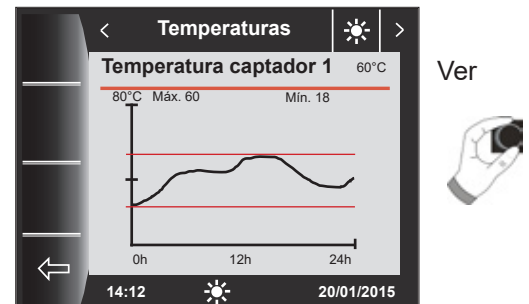 < Temperaturas >
Temperatura captador 1 60°C
80°C Máx. 60 Mín. 18
0h 12h 24h
14:12 20/01/2015
Ver